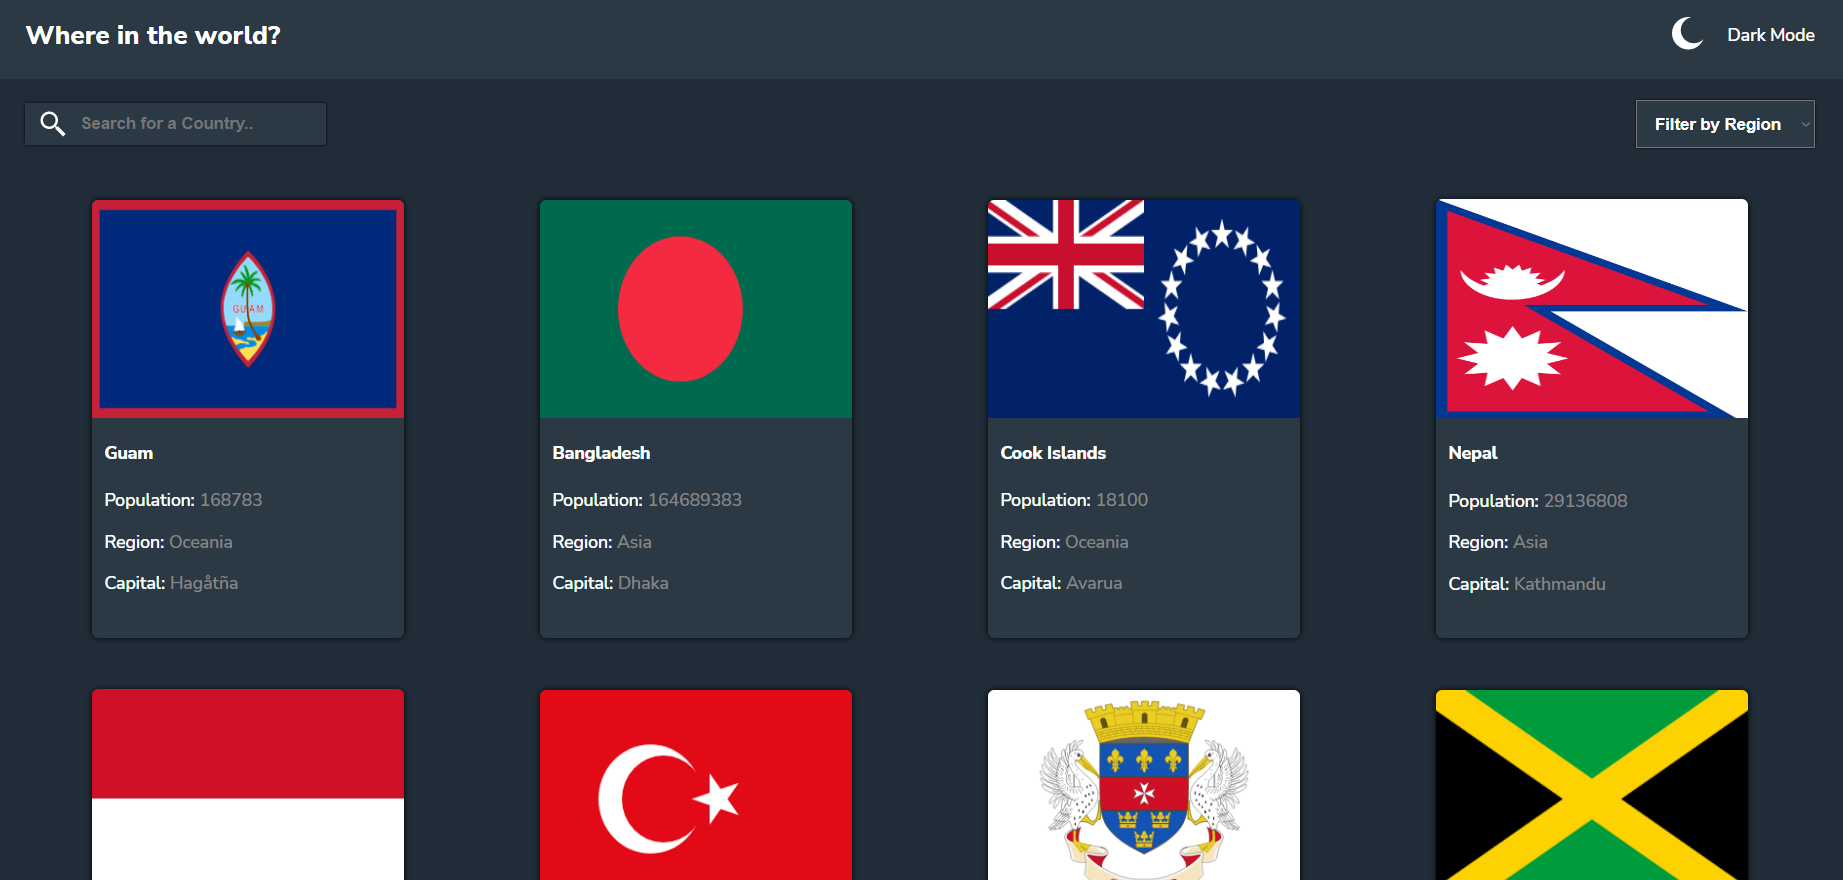 Where in the world?
Dark Mode
Search for a Country..
Filter by Region
GUAM
Guam
Population: 168783
Region: Oceania
Capital: Hagåtña
Bangladesh
Population: 164689383
Region: Asia
Capital: Dhaka
Cook Islands
Population: 18100
Region: Oceania
Capital: Avarua
Nepal
Population: 29136808
Region: Asia
Capital: Kathmandu